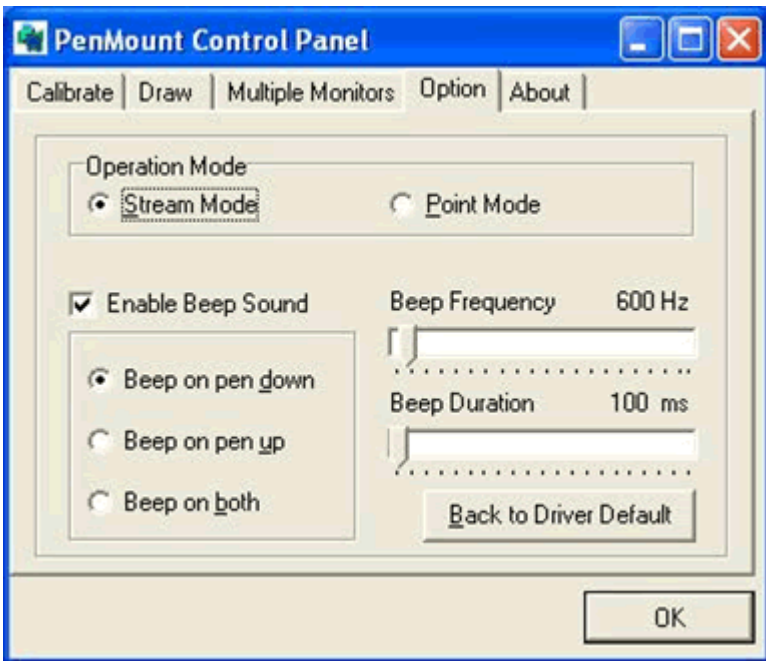 PenMount Control Panel
Calibrate Draw Multiple Monitors Option About
Operation Mode
Stream Mode Point Mode
Enable Beep Sound Beep Frequency 600 Hz
Beep on pen down
Beep Duration 100 ms
Beep on pen up
Beep on both
Back to Driver Default
OK